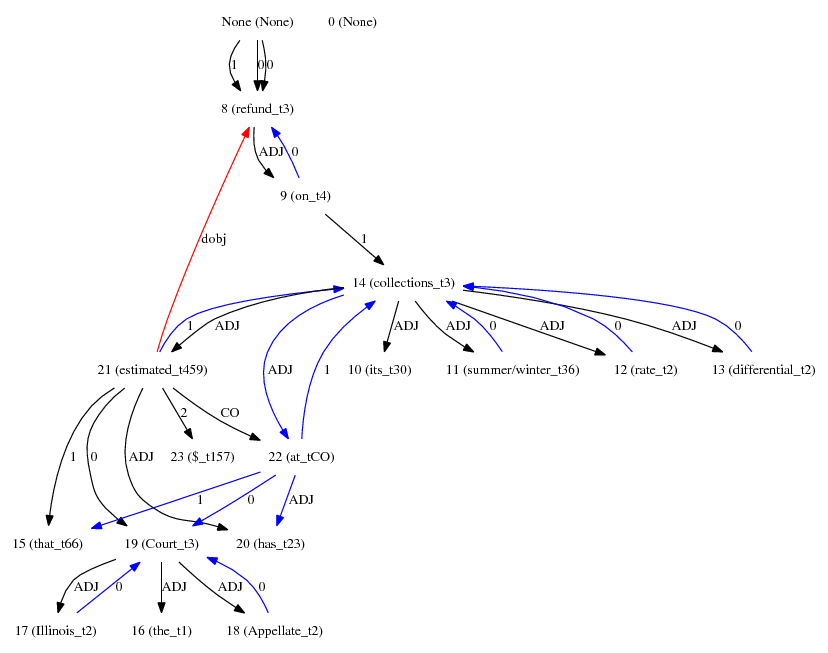 None (None) 0 (None)
1 0 0
8 (refund_t3)
ADJ 0
9 (on_t4)
dobj 1
14 (collections_t3)
1 ADJ ADJ ADJ 0 ADJ 0 ADJ 0
21 (estimated_t459) ADJ 1 10 (its_t30) 11 (summer/winter_t36) 12 (rate_t2) 13 (differential_t2)
2 CO
1 0 ADJ 23 ($_t157) 22 (at_tCO)
1 0 ADJ
15 (that_t66) 19 (Court_t3) 20 (has_t23)
ADJ 0 ADJ ADJ 0
17 (Illinois_t2) 16 (the_t1) 18 (Appellate_t2)